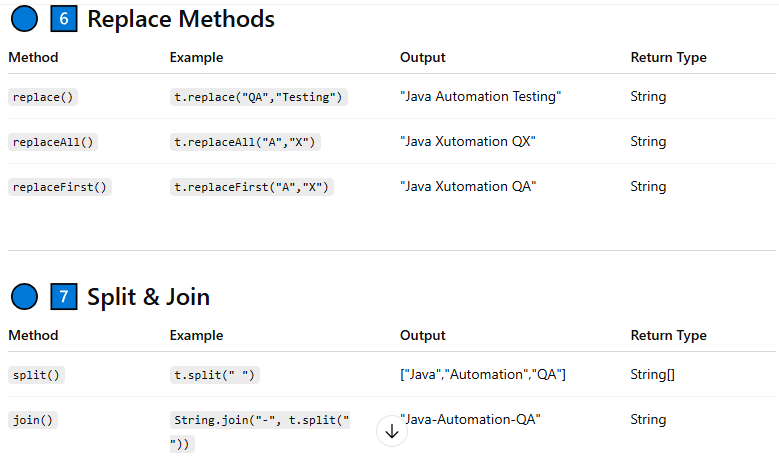 6 Replace Methods
Method Example Output Return Type
replace() t.replace("QA","Testing") "Java Automation Testing" String
replaceAll() t.replaceAll("A","X") "Java Xutomation QX" String
replaceFirst() t.replaceFirst("A","X") "Java Xutomation QA" String
7 Split & Join
Method Example Output Return Type
split() t.split(" ") ["Java","Automation","QA"] String[]
join() String.join("-", t.split(" "Java-Automation-QA" String
"))